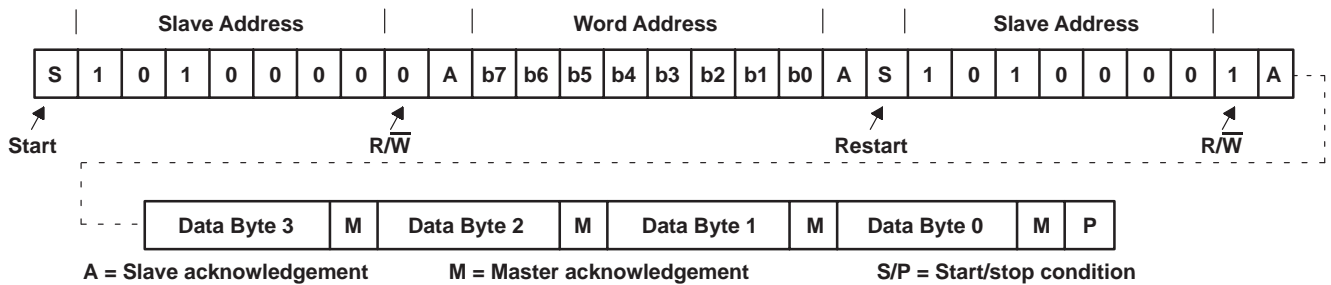 Slave Address Word Address Slave Address
S 1 0 1 0 0 0 0 0 A b7 b6 b5 b4 b3 b2 b1 b0 A S 1 0 1 0 0 0 0 1 A
Start R/W̅ Restart R/W̅
Data Byte 3 M Data Byte 2 M Data Byte 1 M Data Byte 0 M P
A = Slave acknowledgement M = Master acknowledgement S/P = Start/stop condition